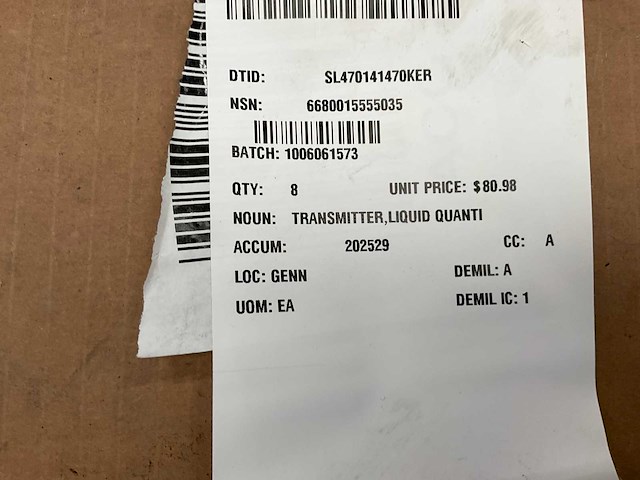 DTID: SL470141470KER
NSN: 6680015555035
BATCH: 1006061573
QTY: 8 UNIT PRICE: $80.98
NOUN: TRANSMITTER,LIQUID QUANTI
ACCUM: 202529 CC: A
LOC: GENN DEMIL: A
UOM: EA DEMIL IC: 1